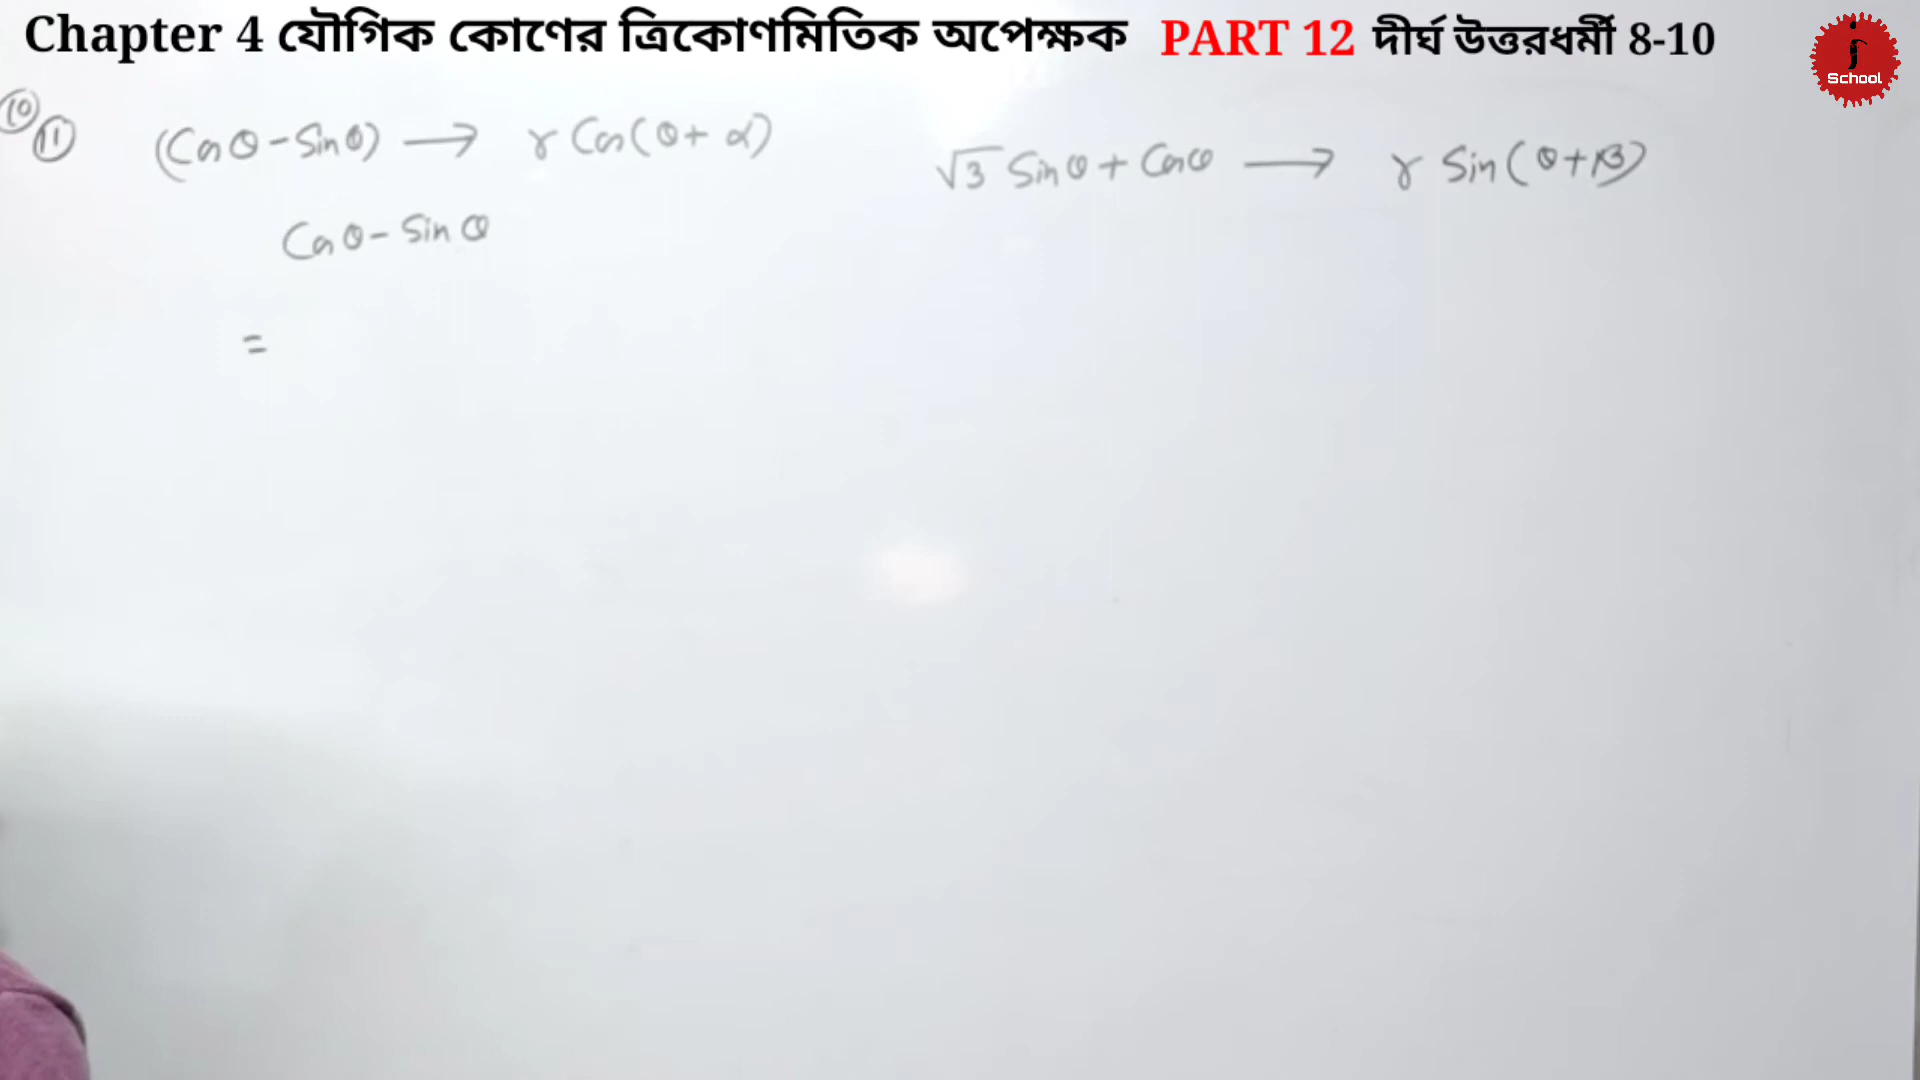 Chapter 4 যৌগিক কোণের ত্রিকোণমিতিক অপেক্ষক PART 12 দীর্ঘ উত্তরধর্মী 8-10
School
10
11 (Cos θ - Sin θ) → r Cos(θ + α)
√3 Sin θ + Cos θ → r Sin(θ + β)
Cos θ - Sin θ
=